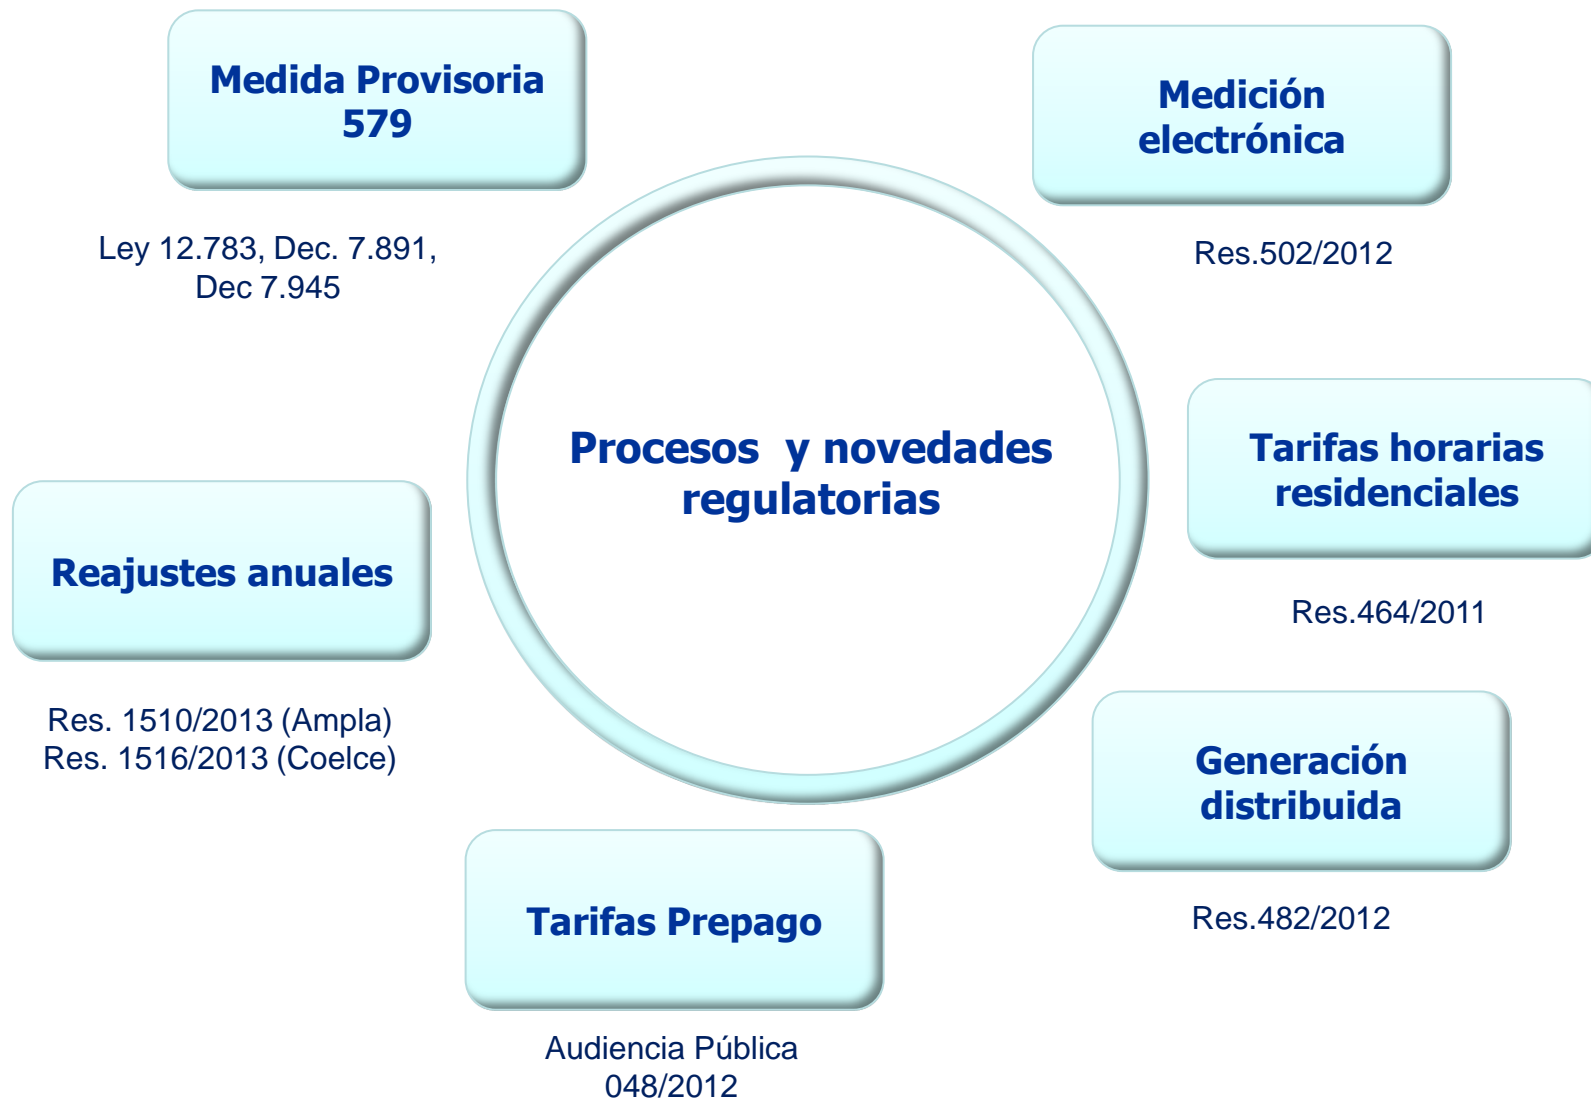 Medida Provisoria
579
Ley 12.783, Dec. 7.891,
Dec 7.945
Medición
electrónica
Res.502/2012
Procesos y novedades
regulatorias
Tarifas horarias
residenciales
Res.464/2011
Reajustes anuales
Res. 1510/2013 (Ampla)
Res. 1516/2013 (Coelce)
Generación
distribuida
Res.482/2012
Tarifas Prepago
Audiencia Pública
048/2012